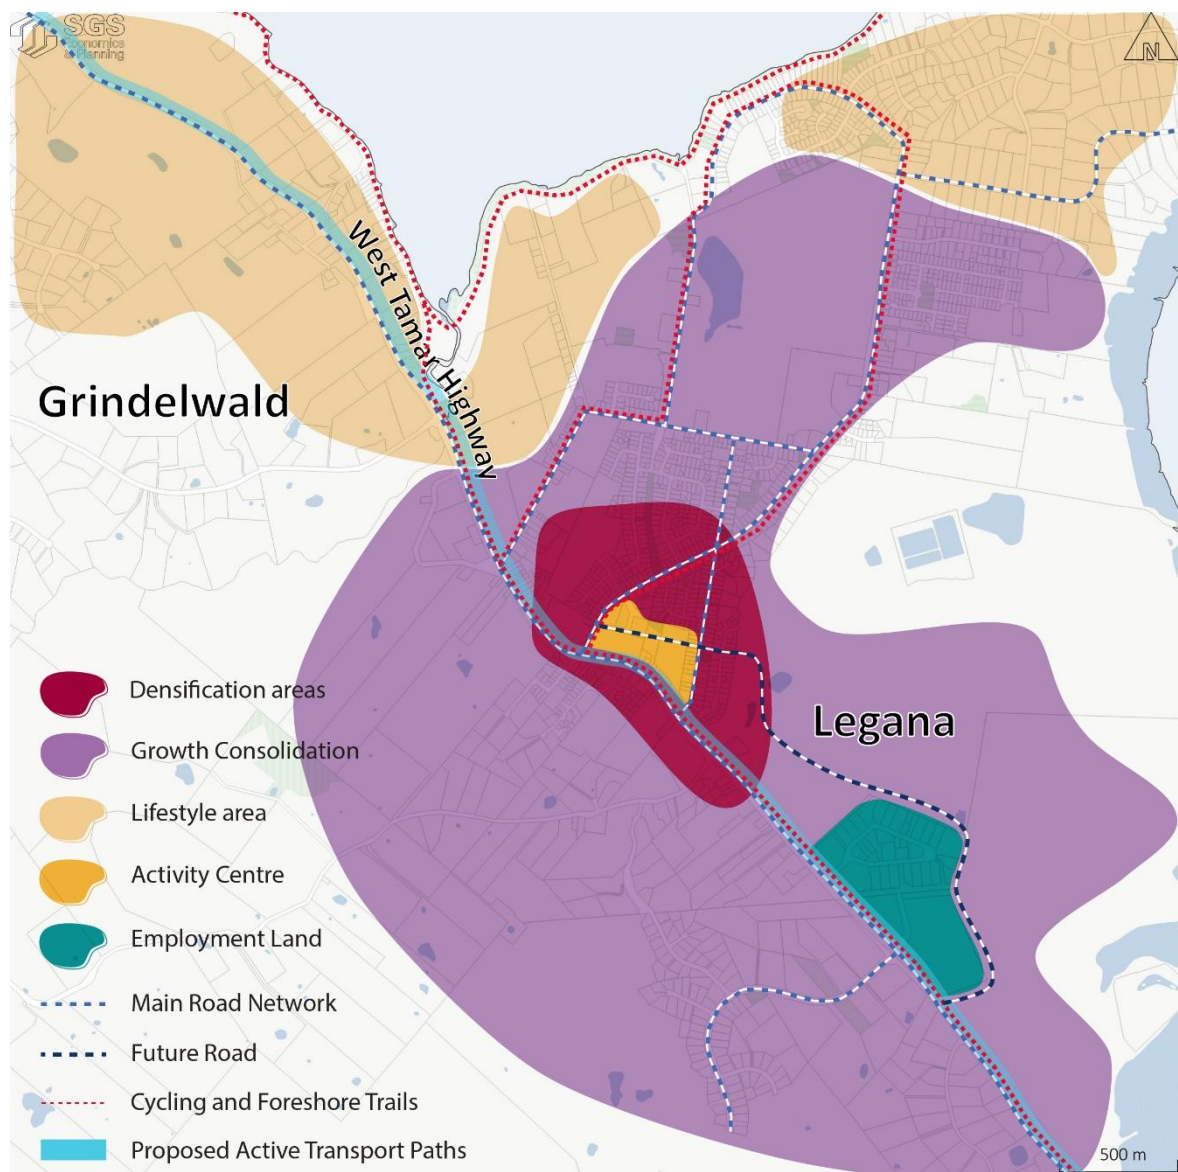 SGS
Economics
& Planning
N
West Tamar Highway
Grindelwald
Legana
Densification areas
Growth Consolidation
Lifestyle area
Activity Centre
Employment Land
Main Road Network
Future Road
Cycling and Foreshore Trails
Proposed Active Transport Paths
500 m